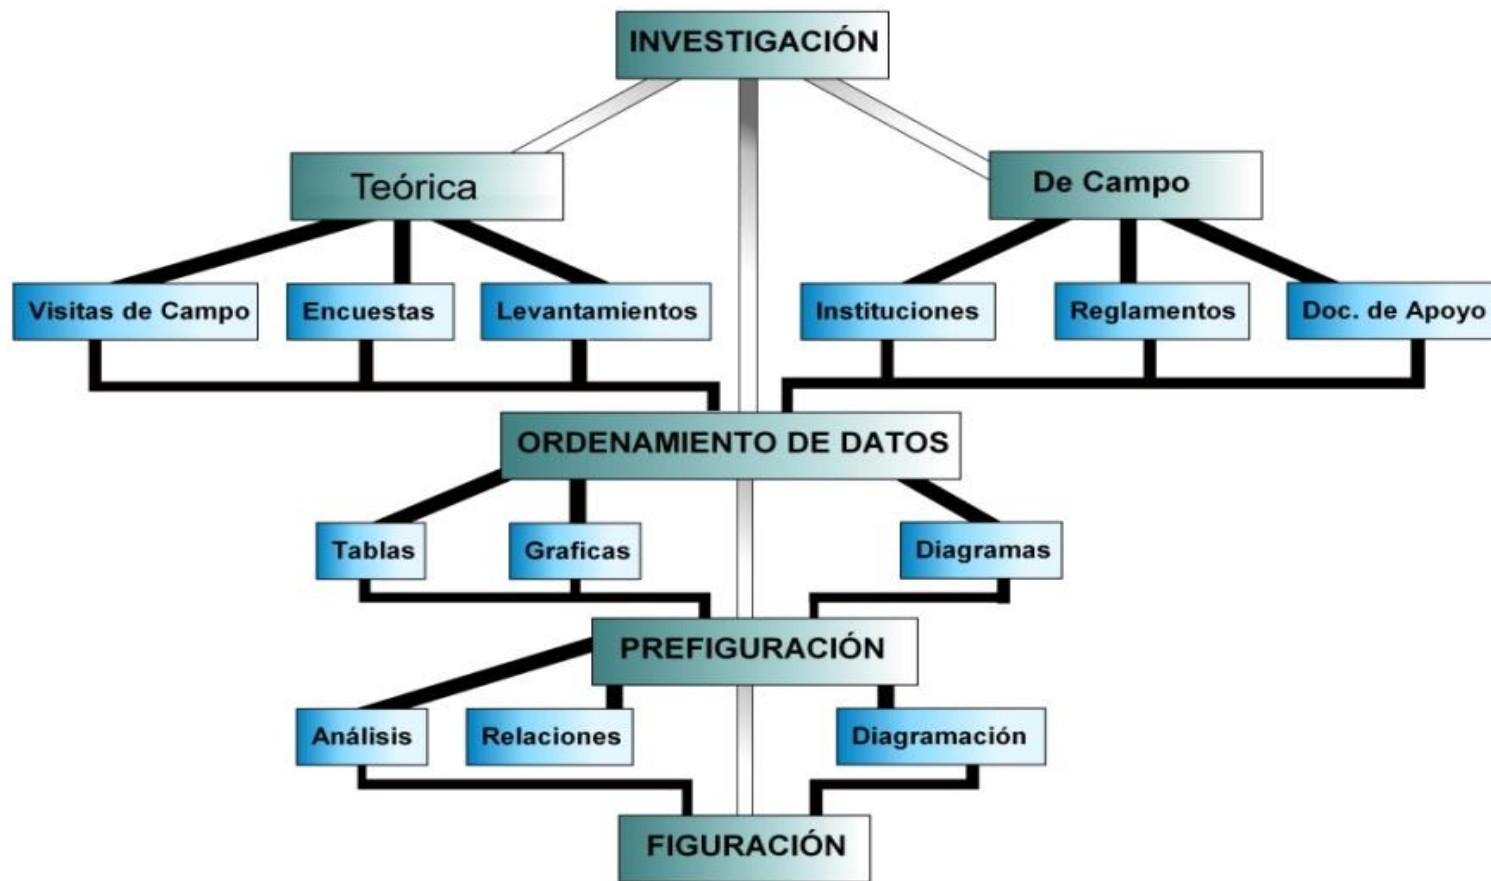 INVESTIGACIÓN
Teórica
De Campo
Visitas de Campo
Encuestas
Levantamientos
Instituciones
Reglamentos
Doc. de Apoyo
ORDENAMIENTO DE DATOS
Tablas
Graficas
Diagramas
PREFIGURACIÓN
Análisis
Relaciones
Diagramación
FIGURACIÓN